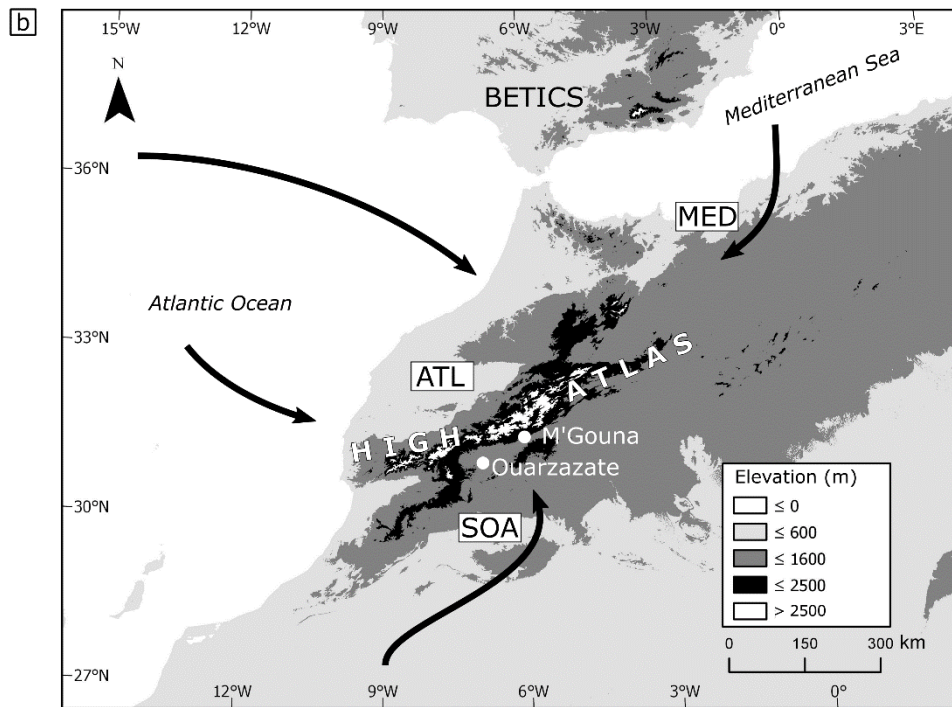 b
15°W 12°W 9°W 6°W 3°W 0° 3°E
N
BETICS
Mediterranean Sea
36°N
MED
Atlantic Ocean
33°N
ATL
HIGH ATLAS
M'Gouna
Ouarzazate
30°N
SOA
Elevation (m)
≤ 0
≤ 600
≤ 1600
≤ 2500
> 2500
0 150 300 km
27°N
12°W 9°W 6°W 3°W 0°